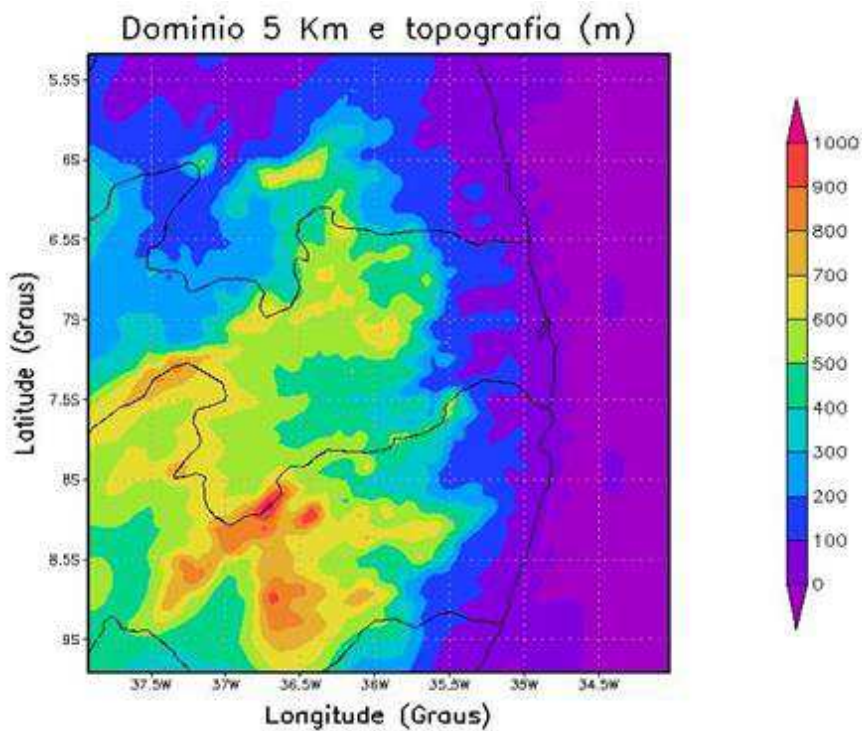 Dominio 5 Km e topografia (m)
5.5S
6S
6.5S
7S
7.5S
8S
8.5S
9S
Latitude (Graus)
37.5W 37W 36.5W 36W 35.5W 35W 34.5W
Longitude (Graus)
1000
900
800
700
600
500
400
300
200
100
0